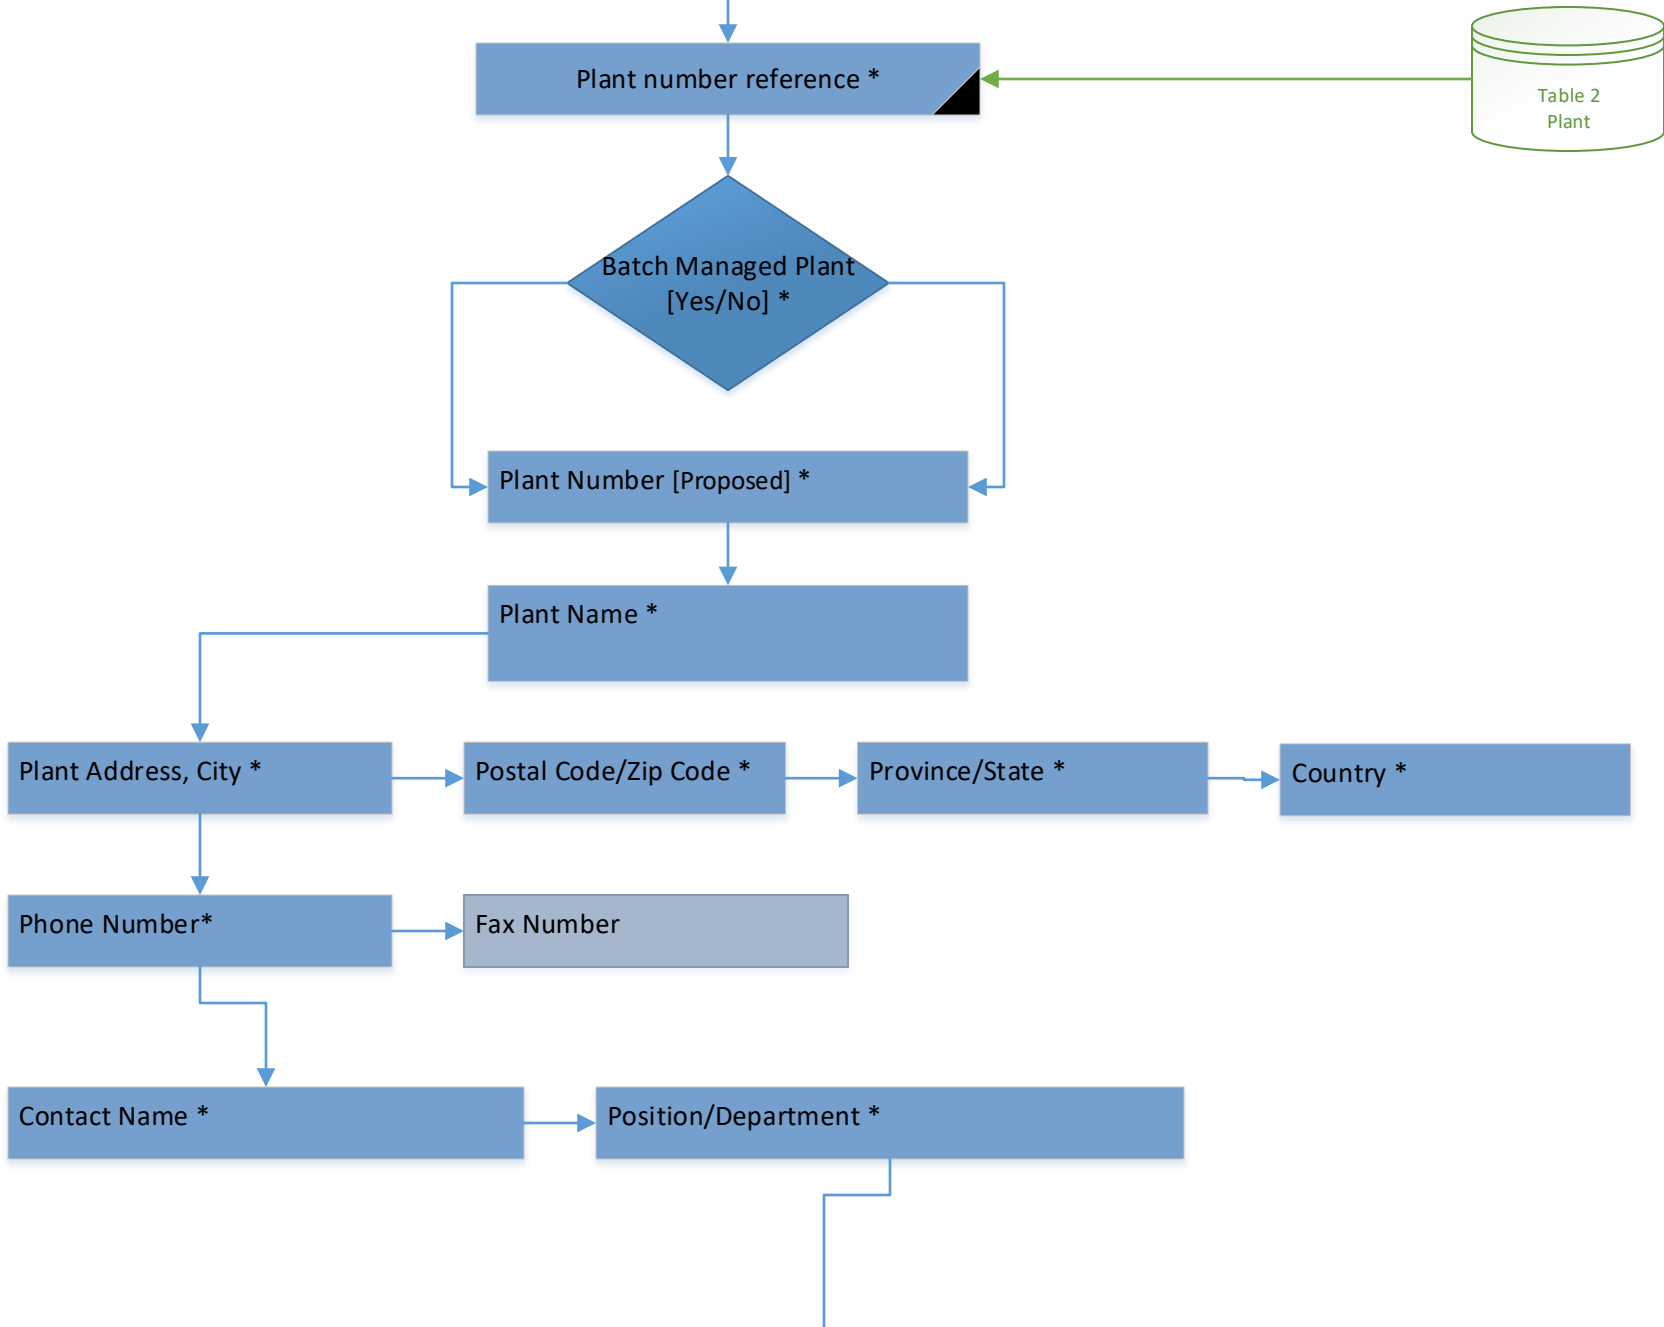 Plant number reference *
Table 2
Plant
Batch Managed Plant
[Yes/No] *
Plant Number [Proposed] *
Plant Name *
Plant Address, City *
Postal Code/Zip Code *
Province/State *
Country *
Phone Number*
Fax Number
Contact Name *
Position/Department *